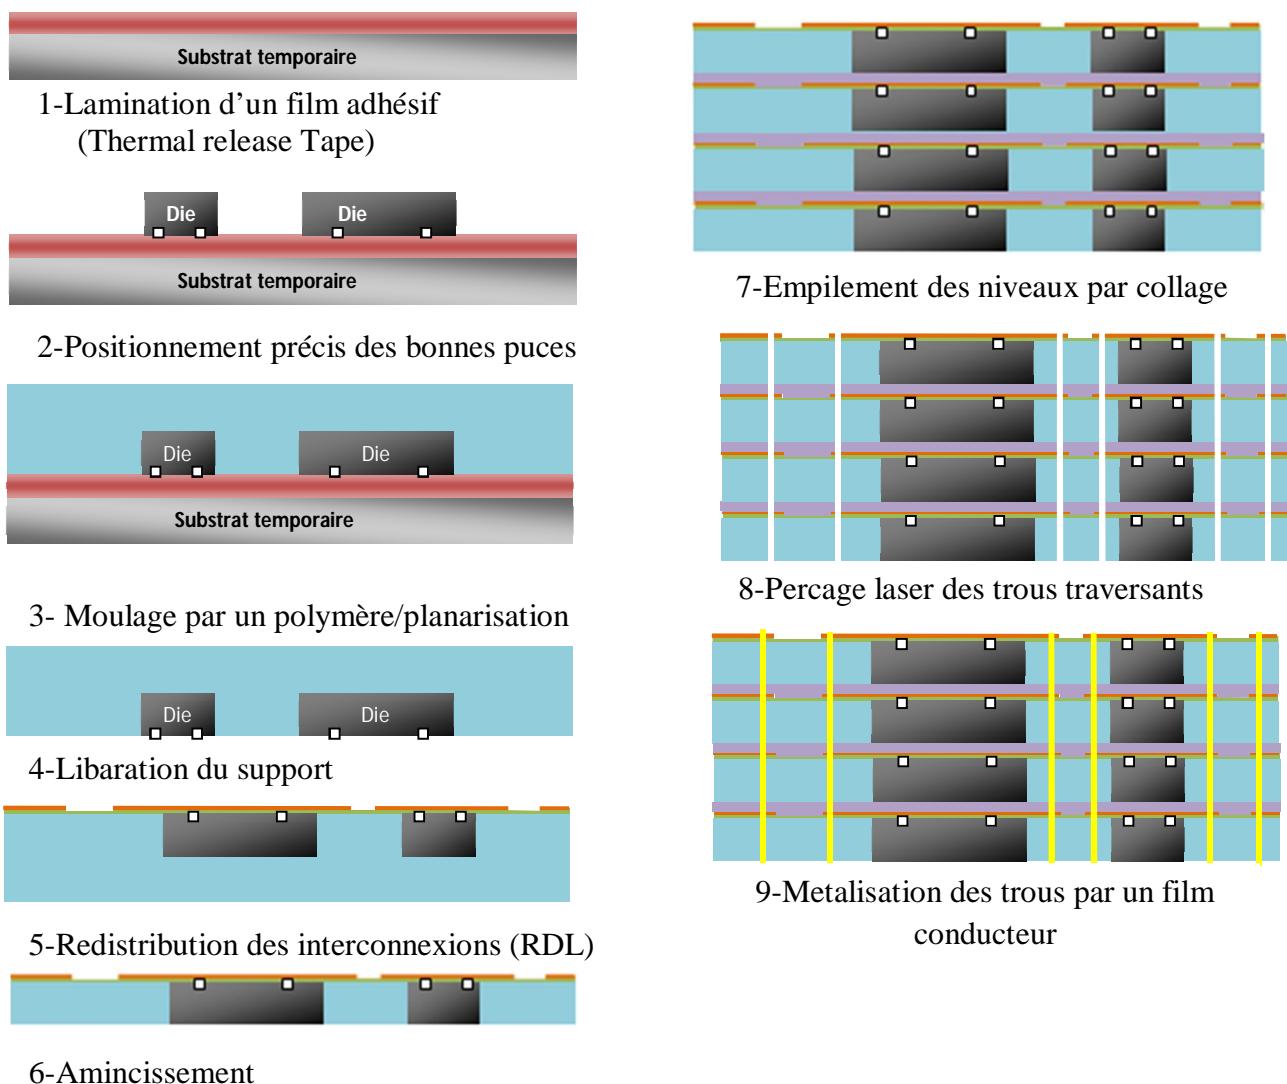 Substrat temporaire
1-Lamination d’un film adhésif
(Thermal release Tape)
Die
Die
Substrat temporaire
2-Positionnement précis des bonnes puces
Die
Die
Substrat temporaire
3- Moulage par un polymère/planarisation
Die
Die
4-Libaration du support
5-Redistribution des interconnexions (RDL)
6-Amincissement
7-Empilement des niveaux par collage
8-Percage laser des trous traversants
9-Metalisation des trous par un film
conducteur